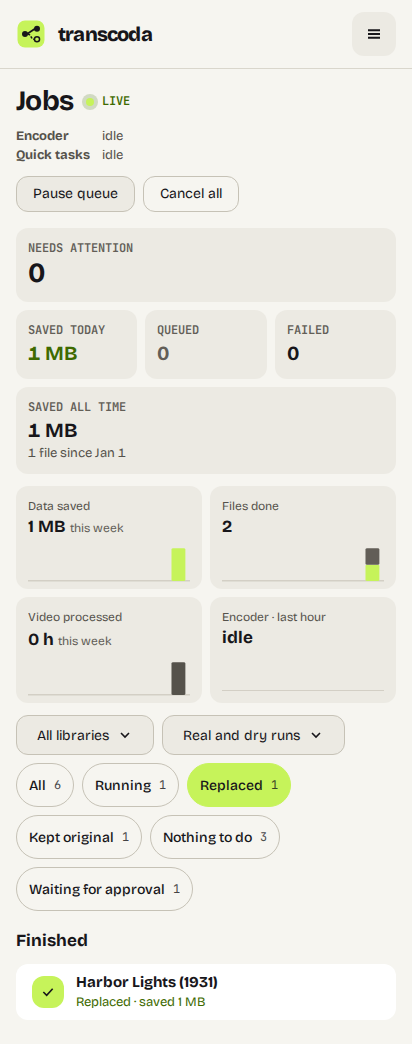 transcoda
Jobs LIVE
Encoder idle
Quick tasks idle
Pause queue Cancel all
NEEDS ATTENTION
0
SAVED TODAY QUEUED FAILED
1 MB 0 0
SAVED ALL TIME
1 MB
1 file since Jan 1
Data saved Files done
1 MB this week 2
Video processed Encoder · last hour
0 h this week idle
All libraries Real and dry runs
All 6 Running 1 Replaced 1
Kept original 1 Nothing to do 3
Waiting for approval 1
Finished
Harbor Lights (1931)
Replaced · saved 1 MB